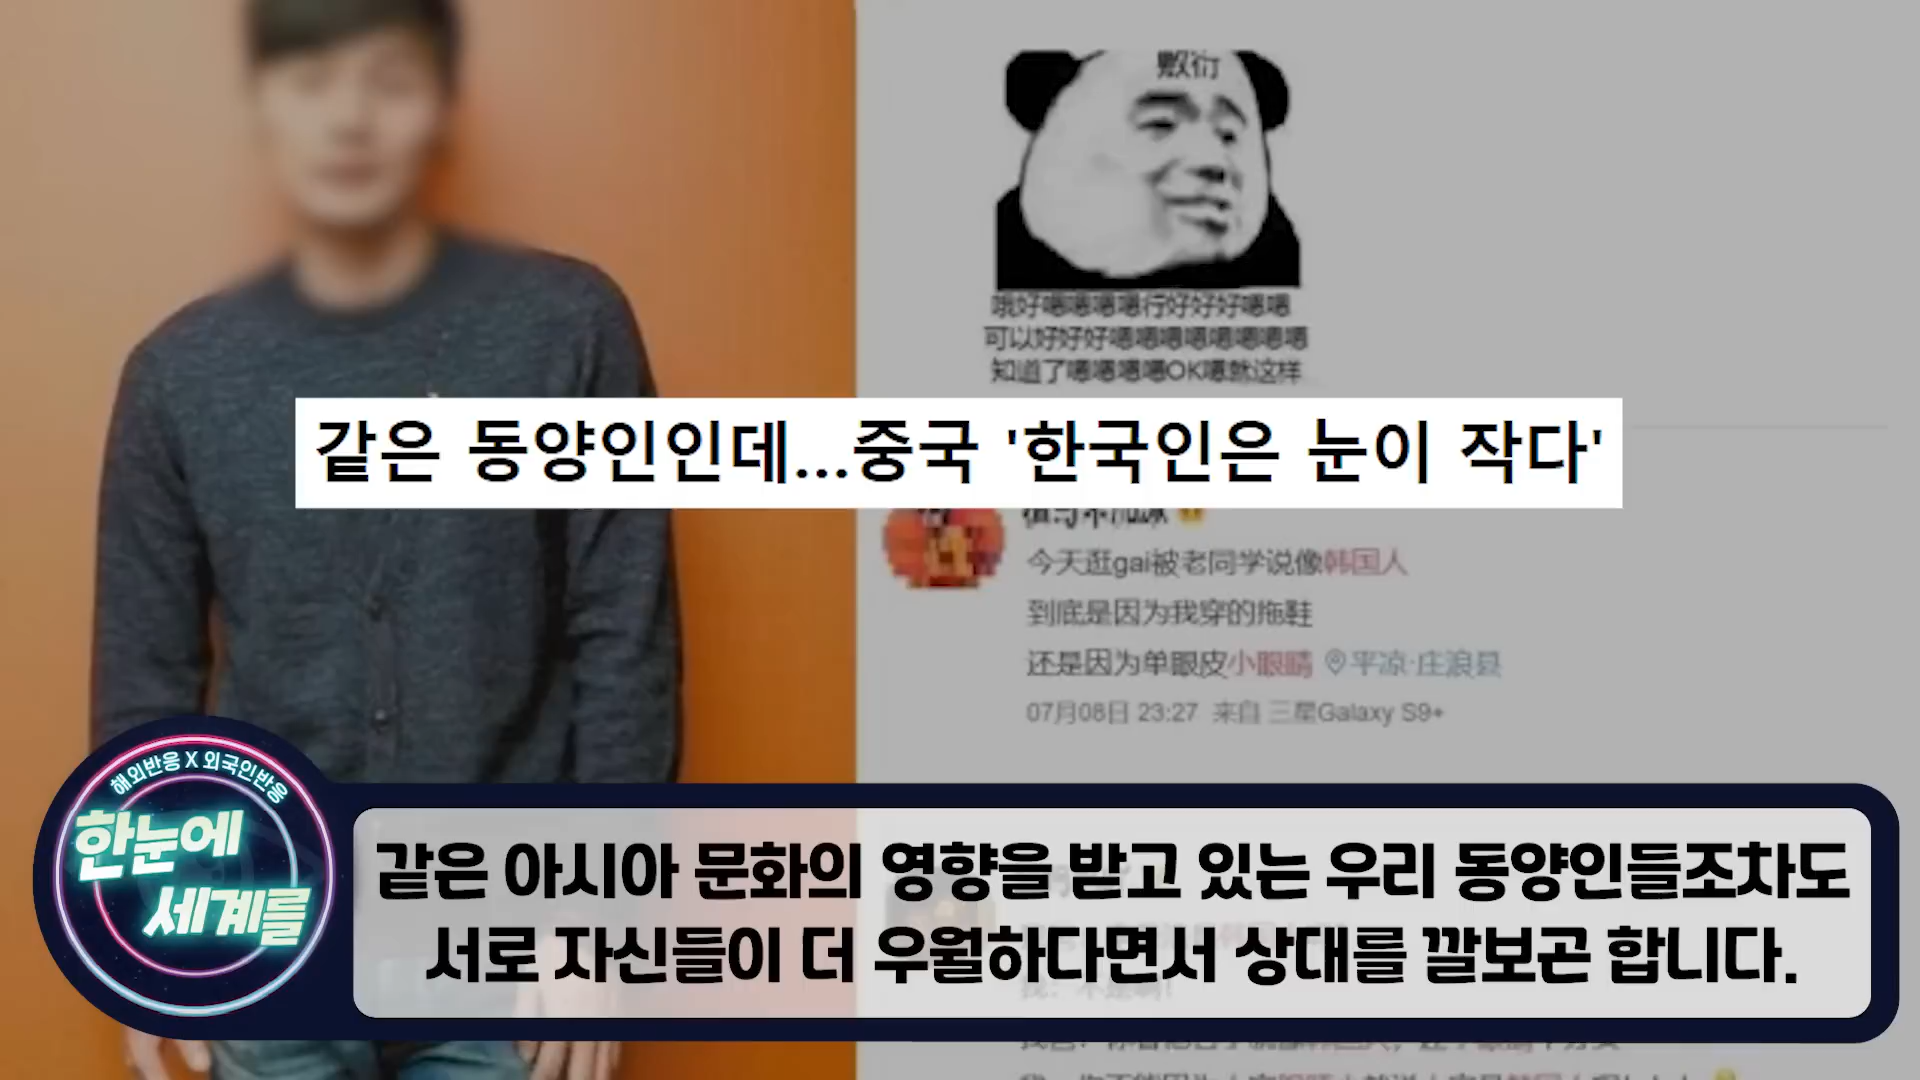 敷衍
哦好嗯嗯嗯嗯行好好好嗯嗯
可以好好好嗯嗯嗯嗯嗯嗯嗯嗯
知道了嗯嗯嗯嗯OK嗯就这样
같은 동양인인데...중국 '한국인은 눈이 작다'
今天逛gai被老同学说像韩国人
到底是因为我穿的拖鞋
还是因为单眼皮小眼睛 平凉·庄浪县
07月08日 23:27 来自 三星Galaxy S9+
해외반응 X 외국인반응
한눈에
세계를
같은 아시아 문화의 영향을 받고 있는 우리 동양인들조차도
서로 자신들이 더 우월하다면서 상대를 깔보곤 합니다.